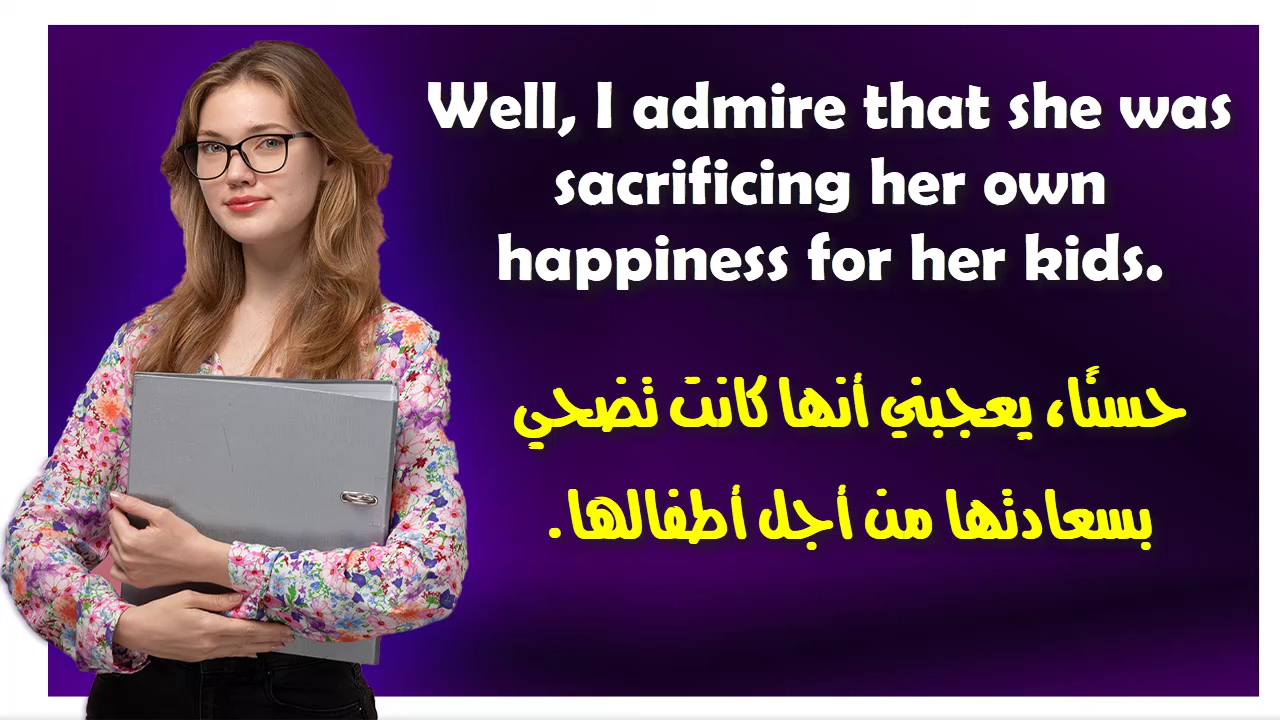 Well, I admire that she was
sacrificing her own
happiness for her kids.
حسنًا، يعجبني أنها كانت تضحي
بسعادتها من أجل أطفالها.